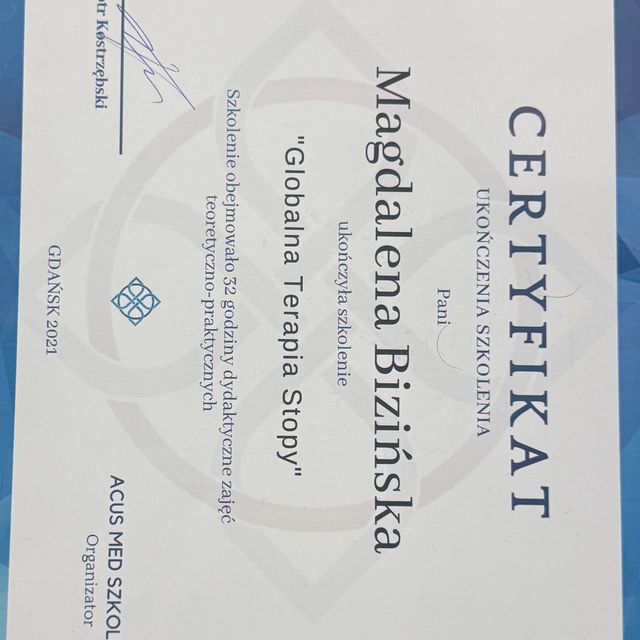 CERTYFIKAT
UKOŃCZENIA SZKOLENIA
Pani
Magdalena Bizińska
ukończyła szkolenie
"Globalna Terapia Stopy"
Szkolenie obejmowało 32 godziny dydaktyczne zajęć
teoretyczno-praktycznych
otr Kostrzębski
GDAŃSK 2021
ACUS MED SZKOL
Organizator